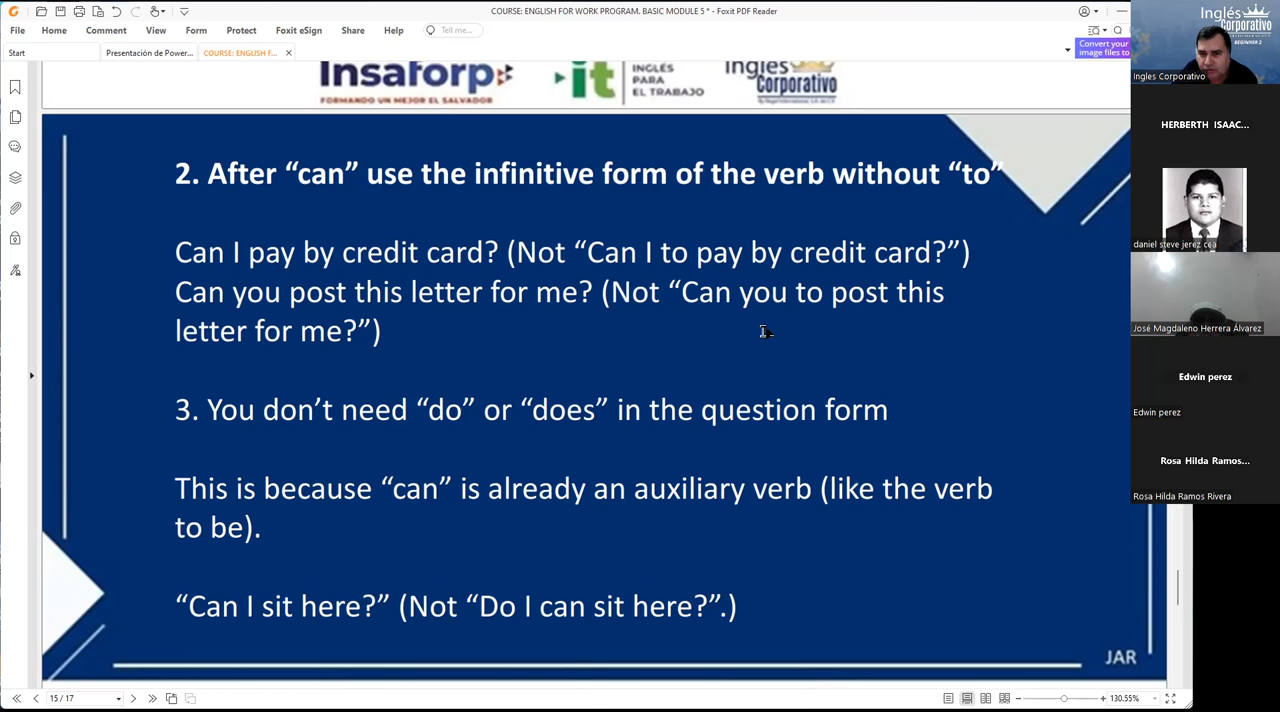 COURSE: ENGLISH FOR WORK PROGRAM. BASIC MODULE 5 * - Foxit PDF Reader
File Home Comment View Form Protect Foxit eSign Share Help Tell me...
Start Presentación de Power... COURSE: ENGLISH F...
Convert your
image files to
Insaforp
FORMANDO UN MEJOR EL SALVADOR
it
INGLÉS
PARA
EL TRABAJO
Inglés
Corporativo
2. After “can” use the infinitive form of the verb without “to”
Can I pay by credit card? (Not “Can I to pay by credit card?”)
Can you post this letter for me? (Not “Can you to post this
letter for me?”)
3. You don’t need “do” or “does” in the question form
This is because “can” is already an auxiliary verb (like the verb
to be).
“Can I sit here?” (Not “Do I can sit here?”.)
JAR
15 / 17
130.55%
Inglés
Corporativo
BEGINNER 2
Ingles Corporativo
HERBERTH ISAAC...
daniel steve jerez cea
José Magdaleno Herrera Álvarez
Edwin perez
Edwin perez
Rosa Hilda Ramos...
Rosa Hilda Ramos Rivera